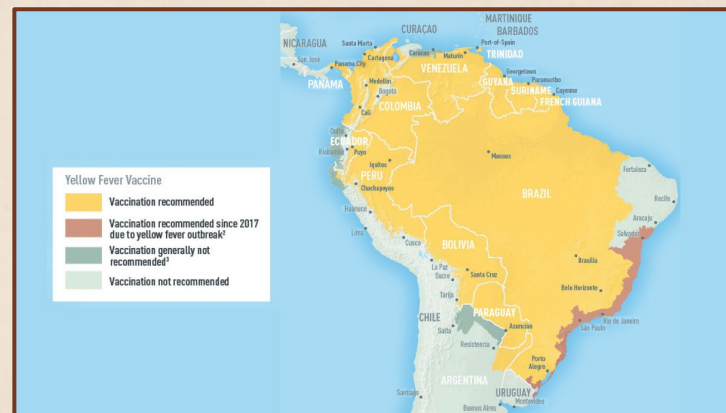 MARTINIQUE
CURAÇAO
BARBADOS
NICARAGUA
Santa Marta
Port-of-Spain
San José
Cartagena
Caracas
Maturín
TRINIDAD
Panama City
VENEZUELA
PANAMA
Georgetown
Medellín
GUYANA
Paramaribo
Bogotá
SURINAME
Cayenne
COLOMBIA
FRENCH GUIANA
Cali
Quito
ECUADOR
Puyo
Manaus
Riobamba
Iquitos
Fortaleza
PERU
Yellow Fever Vaccine
Chachapoyas
BRAZIL
Vaccination recommended
Recife
Huanuco
Aracaju
Vaccination recommended since 2017
due to yellow fever outbreak²
Lima
Cusco
Salvador
Vaccination generally not
recommended³
BOLIVIA
La Paz
Brasilia
Vaccination not recommended
Sucre
Santa Cruz
Belo Horizonte
Tarija
PARAGUAY
CHILE
Rio de Janeiro
Salta
Asunción
São Paulo
Resistencia
Porto
Alegre
ARGENTINA
Santiago
URUGUAY
Montevideo
Buenos Aires